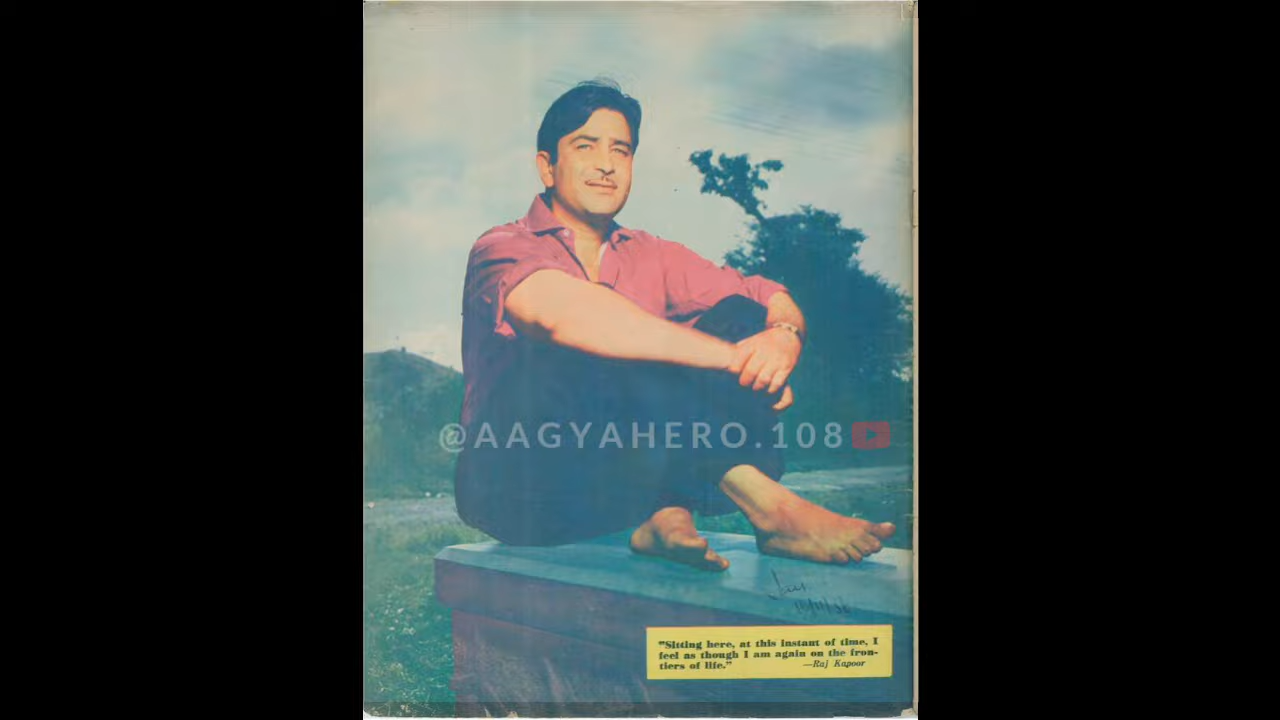 @AAGYAHERO.108
"Sitting here, at this instant of time, I
feel as though I am again on the fron-
tiers of life."
—Raj Kapoor